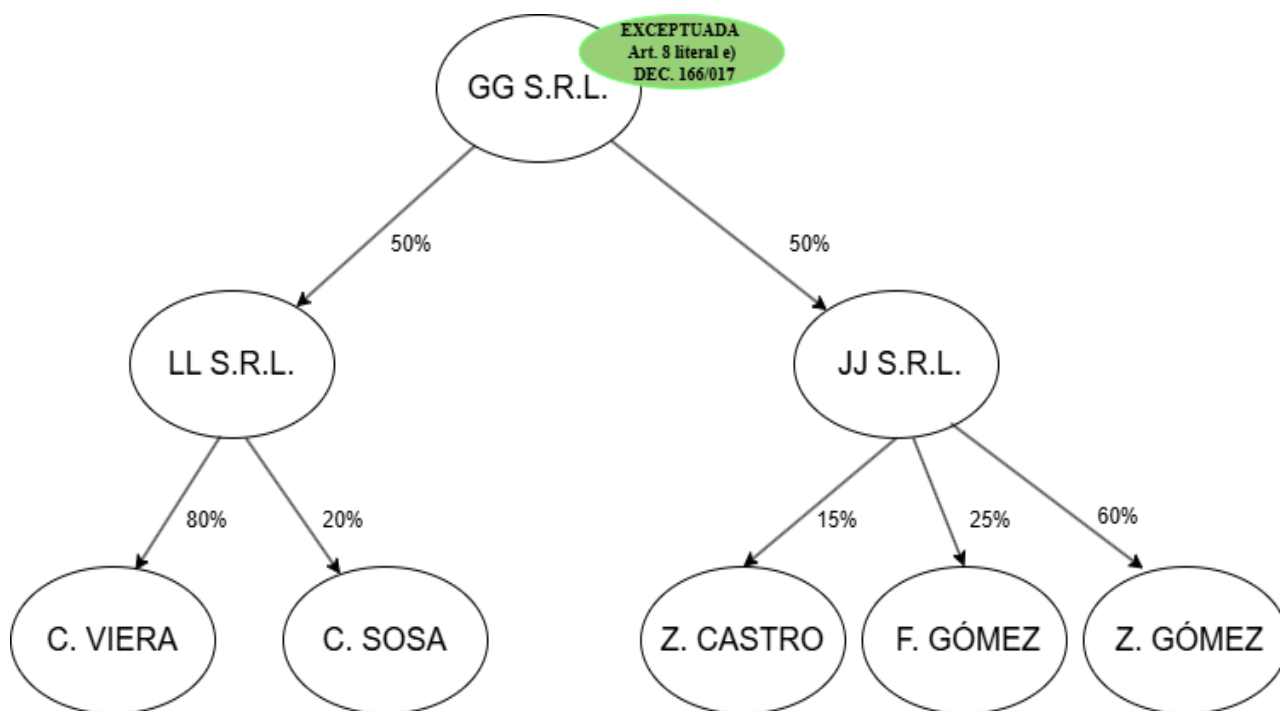 EXCEPTUADA
Art. 8 literal e)
DEC. 166/017
GG S.R.L.
50%
50%
LL S.R.L.
JJ S.R.L.
80%
20%
15%
25%
60%
C. VIERA
C. SOSA
Z. CASTRO
F. GÓMEZ
Z. GÓMEZ